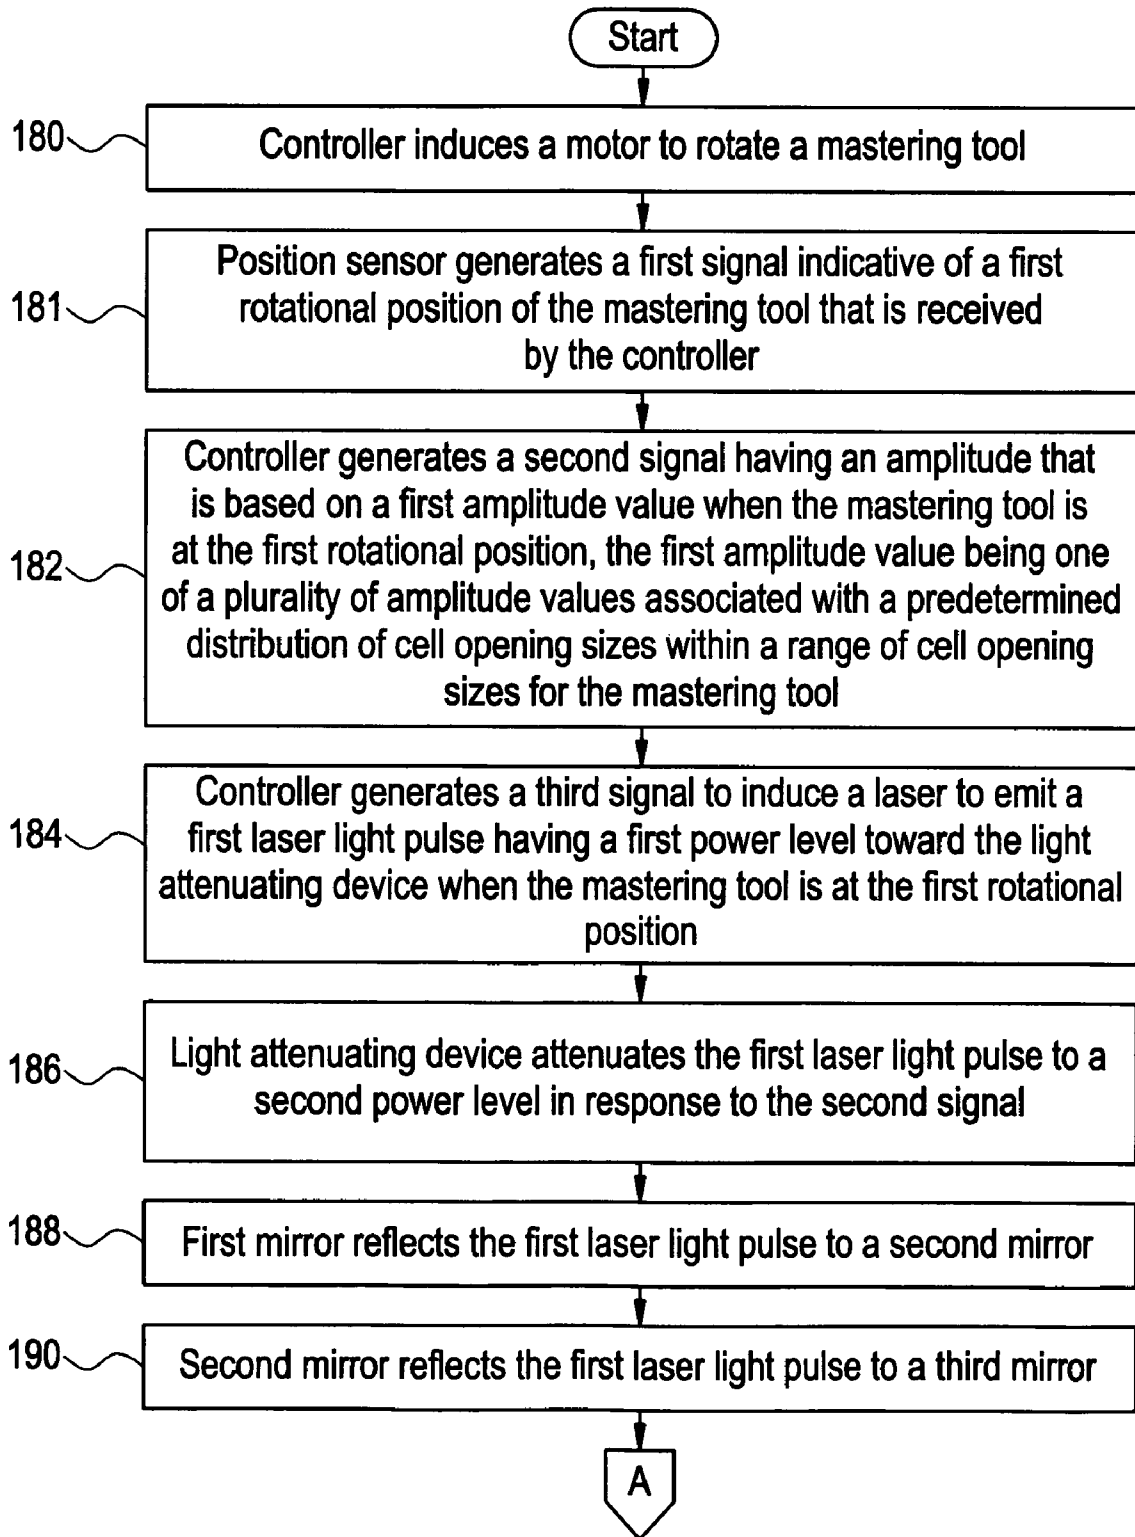 Start
180
Controller induces a motor to rotate a mastering tool
181
Position sensor generates a first signal indicative of a first
rotational position of the mastering tool that is received
by the controller
182
Controller generates a second signal having an amplitude that
is based on a first amplitude value when the mastering tool is
at the first rotational position, the first amplitude value being one
of a plurality of amplitude values associated with a predetermined
distribution of cell opening sizes within a range of cell opening
sizes for the mastering tool
184
Controller generates a third signal to induce a laser to emit a
first laser light pulse having a first power level toward the light
attenuating device when the mastering tool is at the first rotational
position
186
Light attenuating device attenuates the first laser light pulse to a
second power level in response to the second signal
188
First mirror reflects the first laser light pulse to a second mirror
190
Second mirror reflects the first laser light pulse to a third mirror
A